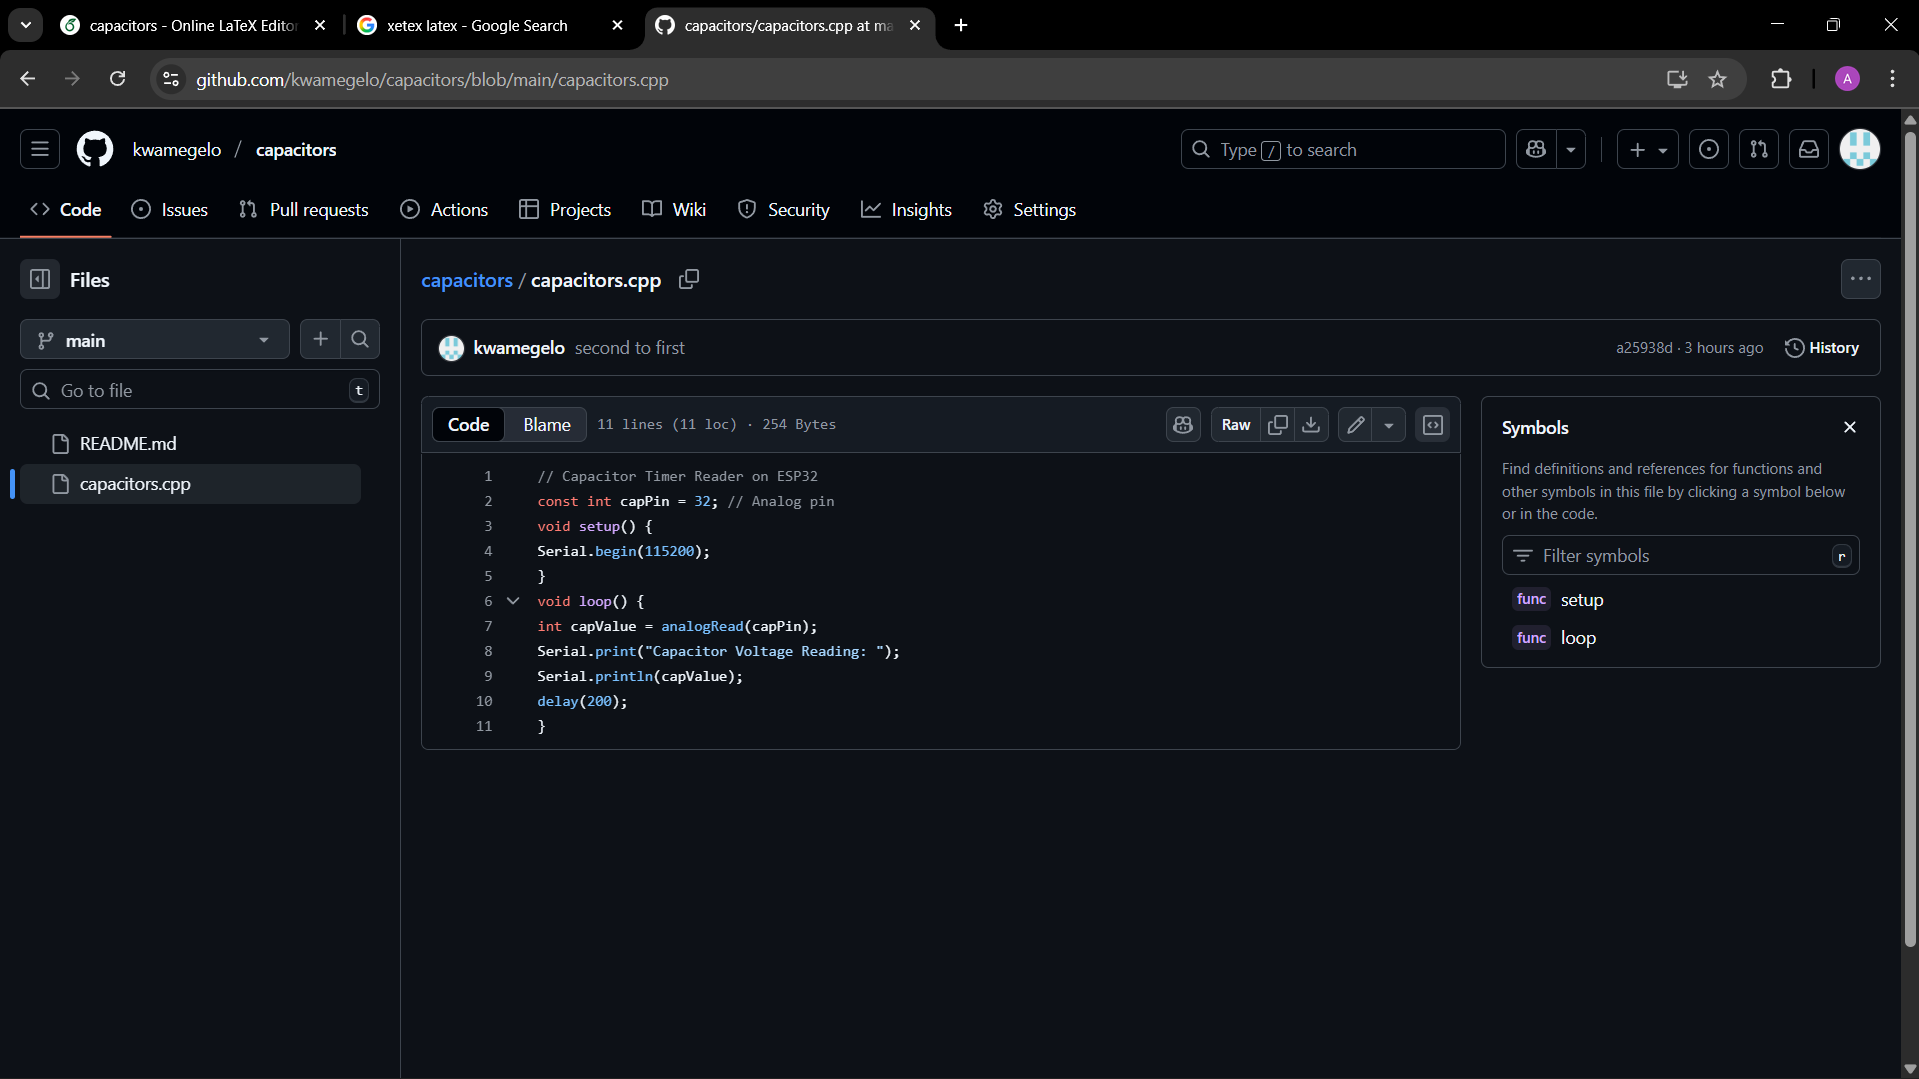 capacitors - Online LaTeX Editor
xetex latex - Google Search
capacitors/capacitors.cpp at ma
github.com/kwamegelo/capacitors/blob/main/capacitors.cpp
A
kwamegelo / capacitors
Type / to search
Code
Issues
Pull requests
Actions
Projects
Wiki
Security
Insights
Settings
Files
main
Go to file
t
README.md
capacitors.cpp
capacitors / capacitors.cpp
kwamegelo second to first
a25938d · 3 hours ago
History
Code
Blame
11 lines (11 loc) · 254 Bytes
Raw
1 // Capacitor Timer Reader on ESP32
2 const int capPin = 32; // Analog pin
3 void setup() {
4 Serial.begin(115200);
5 }
6 void loop() {
7 int capValue = analogRead(capPin);
8 Serial.print("Capacitor Voltage Reading: ");
9 Serial.println(capValue);
10 delay(200);
11 }
Symbols
Find definitions and references for functions and
other symbols in this file by clicking a symbol below
or in the code.
Filter symbols
r
func setup
func loop